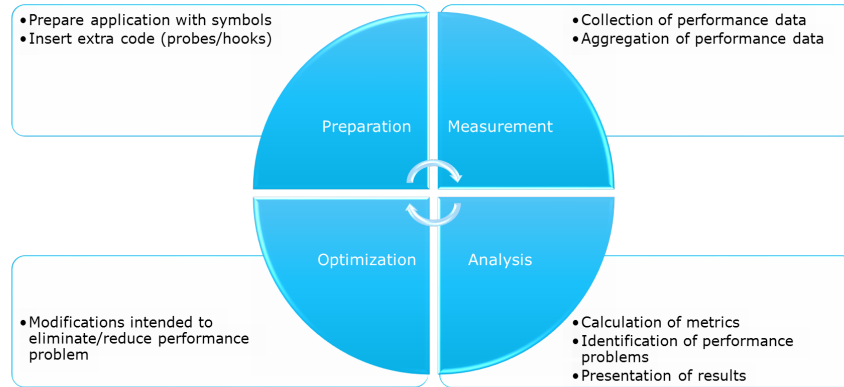 •Prepare application with symbols
•Insert extra code (probes/hooks)
•Collection of performance data
•Aggregation of performance data
Preparation
Measurement
Optimization
Analysis
•Modifications intended to
eliminate/reduce performance
problem
•Calculation of metrics
•Identification of performance
problems
•Presentation of results